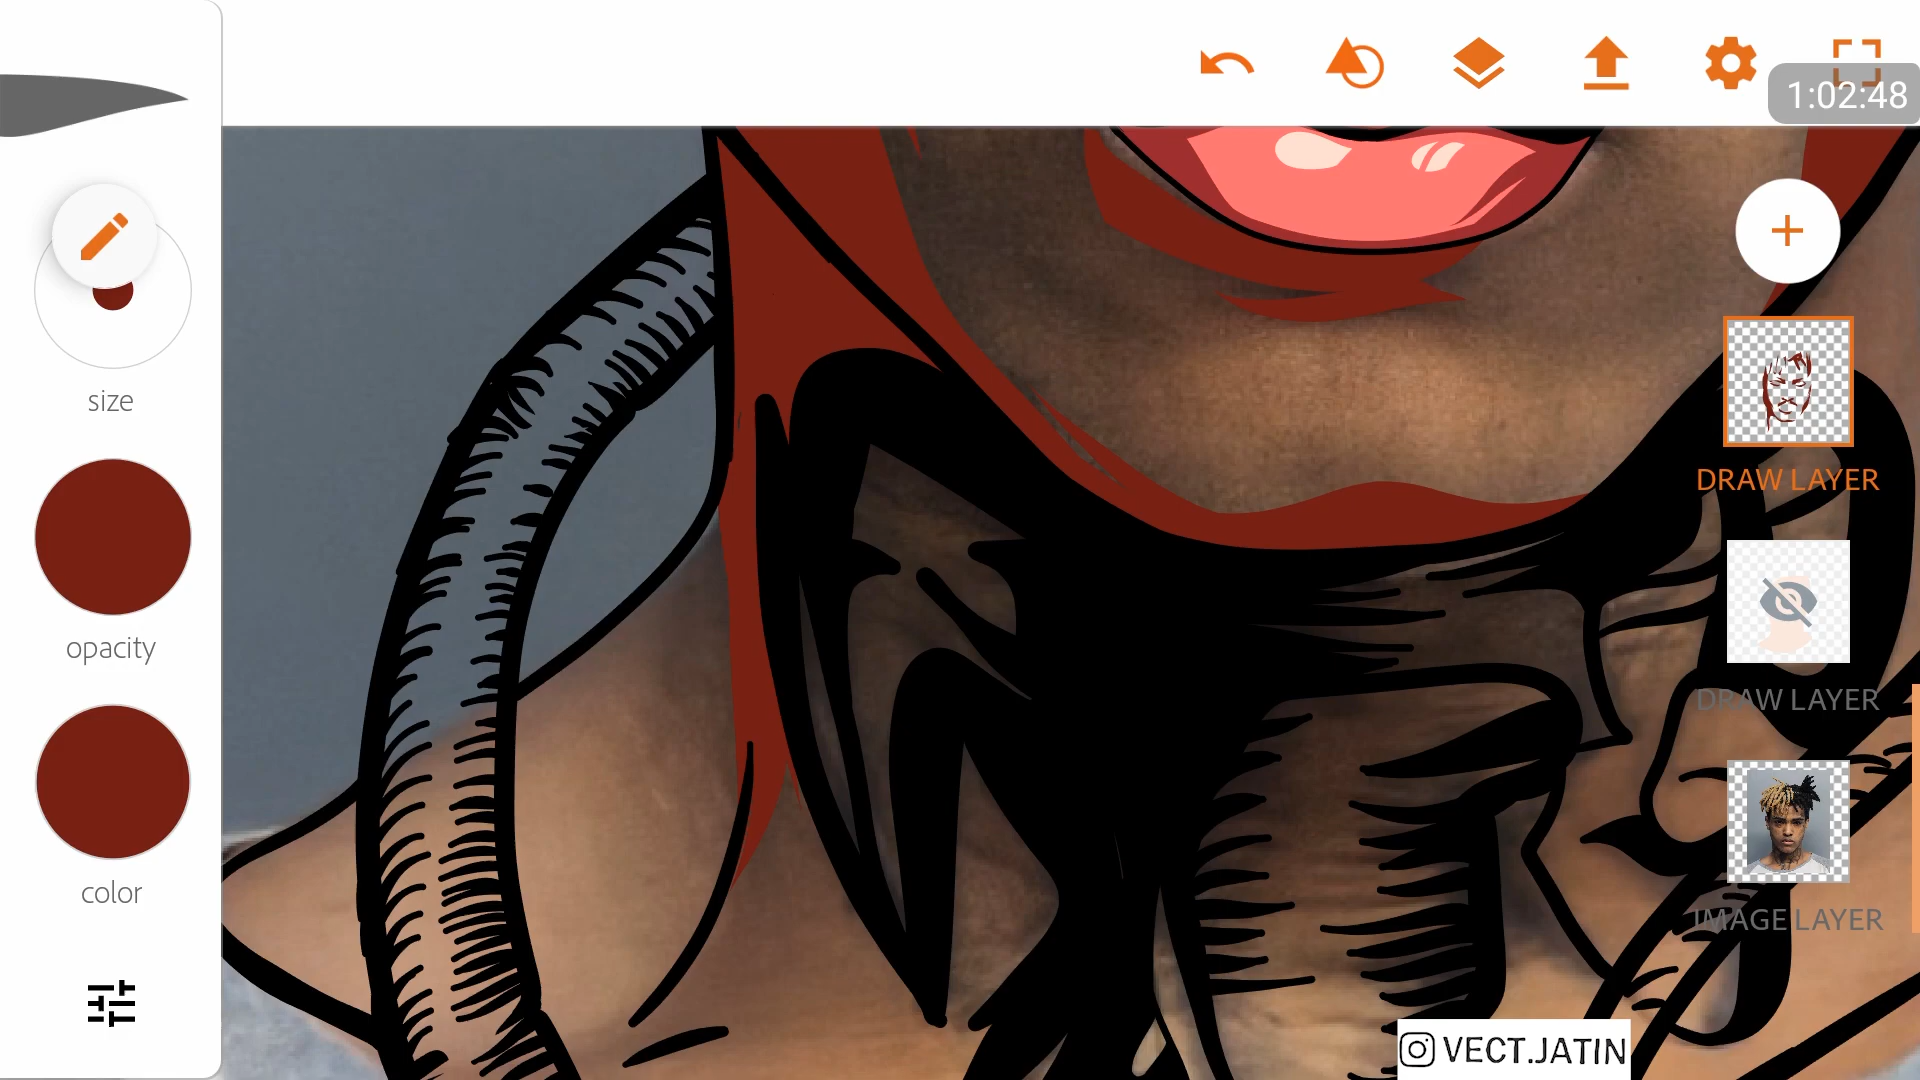 1:02:48
size
DRAW LAYER
opacity
DRAW LAYER
color
IMAGE LAYER
VECT.JATIN